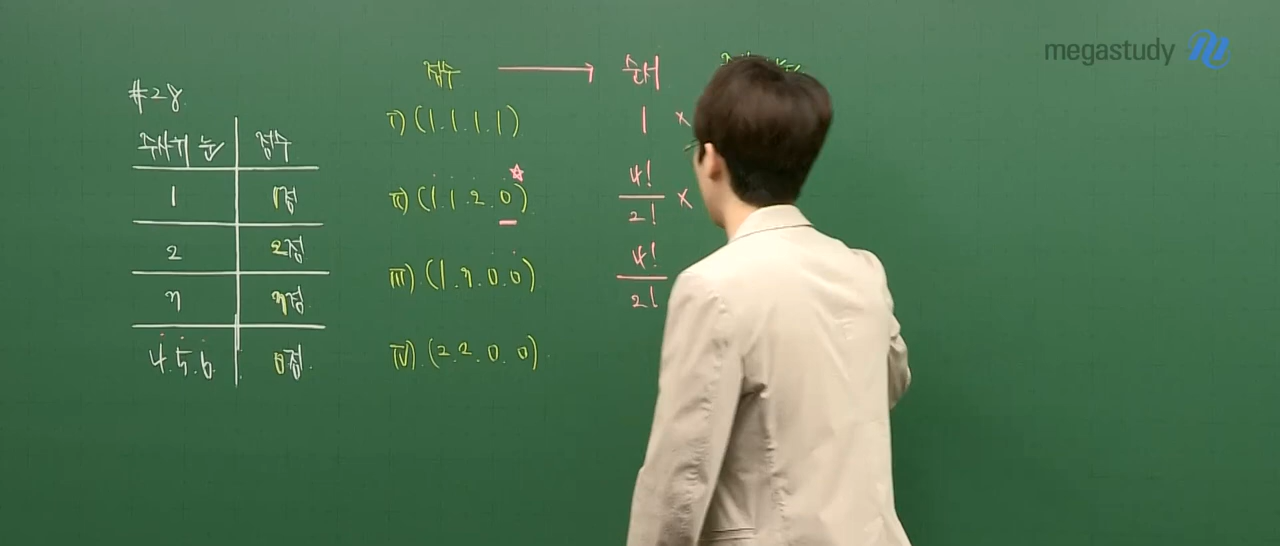 megastudy
#28
주사위 눈 점수
1 1점
2 2점
3 3점
4. 5. 6. 0점
점수 → 순서
i) (1. 1. 1. 1) 1 ×
ii) (1. 1. 2. 0)☆ 4!/2! ×
iii) (1. 3. 0. 0) 4!/2!
iv) (2. 2. 0. 0)